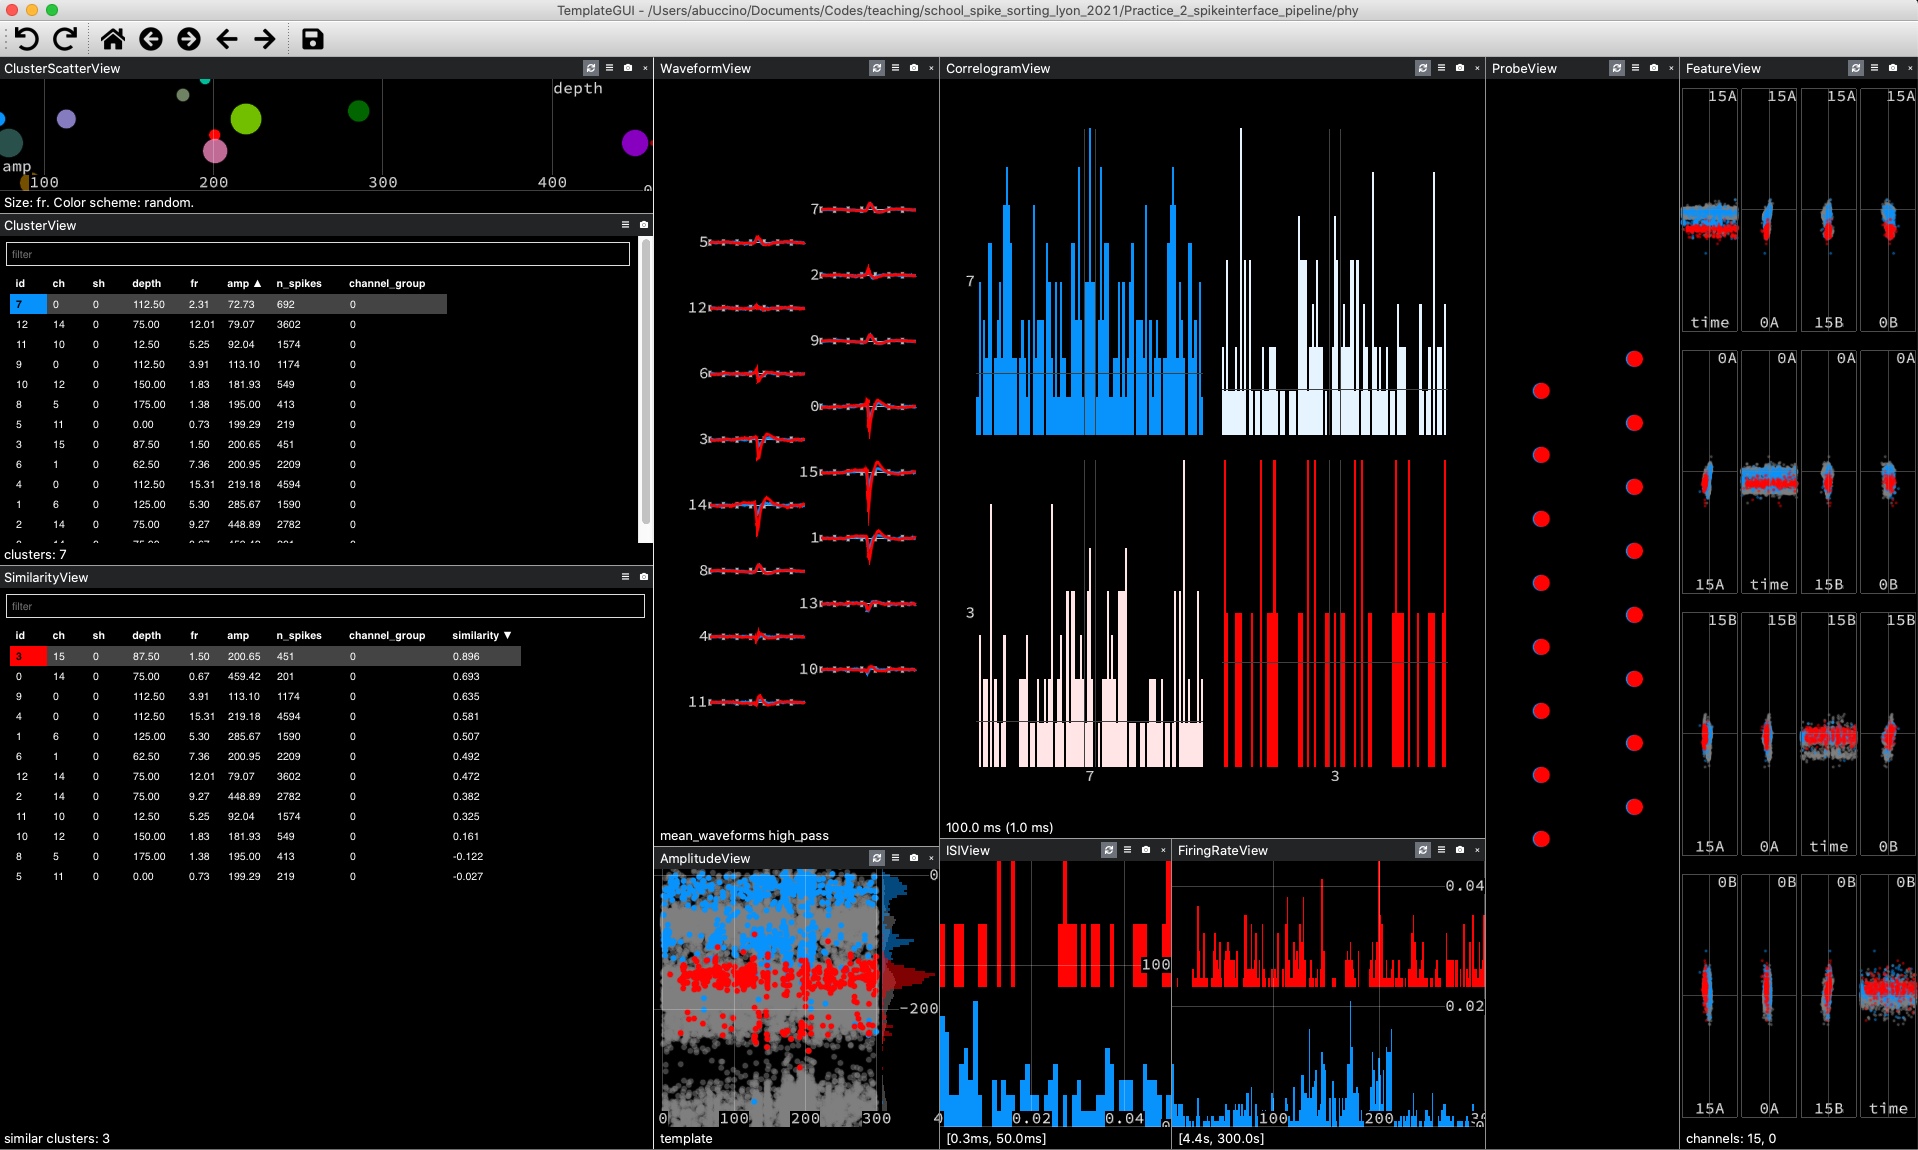 TemplateGUI - /Users/abuccino/Documents/Codes/teaching/school_spike_sorting_lyon_2021/Practice_2_spikeinterface_pipeline/phy
ClusterScatterView
depth
amp
100 200 300 400
Size: fr. Color scheme: random.
ClusterView
filter
id ch sh depth fr amp ▲ n_spikes channel_group
7 0 0 112.50 2.31 72.73 692 0
12 14 0 75.00 12.01 79.07 3602 0
11 10 0 12.50 5.25 92.04 1574 0
9 0 0 112.50 3.91 113.10 1174 0
10 12 0 150.00 1.83 181.93 549 0
8 5 0 175.00 1.38 195.00 413 0
5 11 0 0.00 0.73 199.29 219 0
3 15 0 87.50 1.50 200.65 451 0
6 1 0 62.50 7.36 200.95 2209 0
4 0 0 112.50 15.31 219.18 4594 0
1 6 0 125.00 5.30 285.67 1590 0
2 14 0 75.00 9.27 448.89 2782 0
clusters: 7
SimilarityView
filter
id ch sh depth fr amp n_spikes channel_group similarity ▼
3 15 0 87.50 1.50 200.65 451 0 0.896
0 14 0 75.00 0.67 459.42 201 0 0.693
9 0 0 112.50 3.91 113.10 1174 0 0.635
4 0 0 112.50 15.31 219.18 4594 0 0.581
1 6 0 125.00 5.30 285.67 1590 0 0.507
6 1 0 62.50 7.36 200.95 2209 0 0.492
12 14 0 75.00 12.01 79.07 3602 0 0.472
2 14 0 75.00 9.27 448.89 2782 0 0.382
11 10 0 12.50 5.25 92.04 1574 0 0.325
10 12 0 150.00 1.83 181.93 549 0 0.161
8 5 0 175.00 1.38 195.00 413 0 -0.122
5 11 0 0.00 0.73 199.29 219 0 -0.027
similar clusters: 3
WaveformView
7
5
2
12
9
6
0
3
15
14
1
8
13
4
10
11
mean_waveforms high_pass
AmplitudeView
0
-200
0 100 200 300
template
CorrelogramView
7
3
7 3
100.0 ms (1.0 ms)
ISIView
100
0.02 0.04
[0.3ms, 50.0ms]
FiringRateView
0.04
0.02
100 200
[4.4s, 300.0s]
ProbeView
FeatureView
15A 15A 15A 15A
time 0A 15B 0B
0A 0A 0A 0A
15A time 15B 0B
15B 15B 15B 15B
15A 0A time 0B
0B 0B 0B 0B
15A 0A 15B time
channels: 15, 0